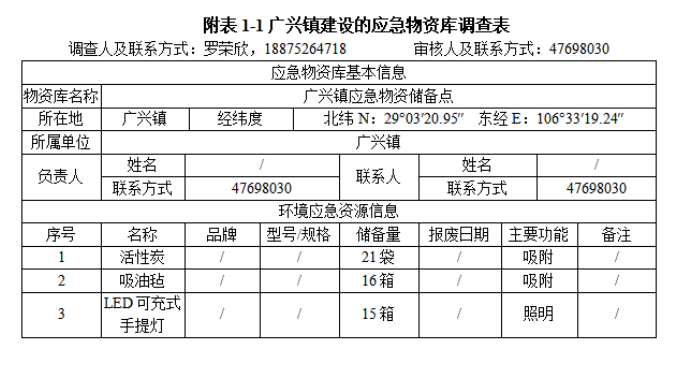 附表 1-1 广兴镇建设的应急物资库调查表
调查人及联系方式：罗荣欣，18875264718 审核人及联系方式：47698030
应急物资库基本信息
物资库名称 广兴镇应急物资储备点
所在地 广兴镇 经纬度 北纬 N：29°03′20.95″ 东经 E：106°33′19.24″
所属单位 广兴镇
负责人 姓名 / 联系人 姓名 /
联系方式 47698030 联系方式 47698030
环境应急资源信息
序号 名称 品牌 型号/规格 储备量 报废日期 主要功能 备注
1 活性炭 / / 21 袋 / 吸附 /
2 吸油毡 / / 16 箱 / 吸附 /
3 LED 可充式 / / 15 箱 / 照明 /
手提灯